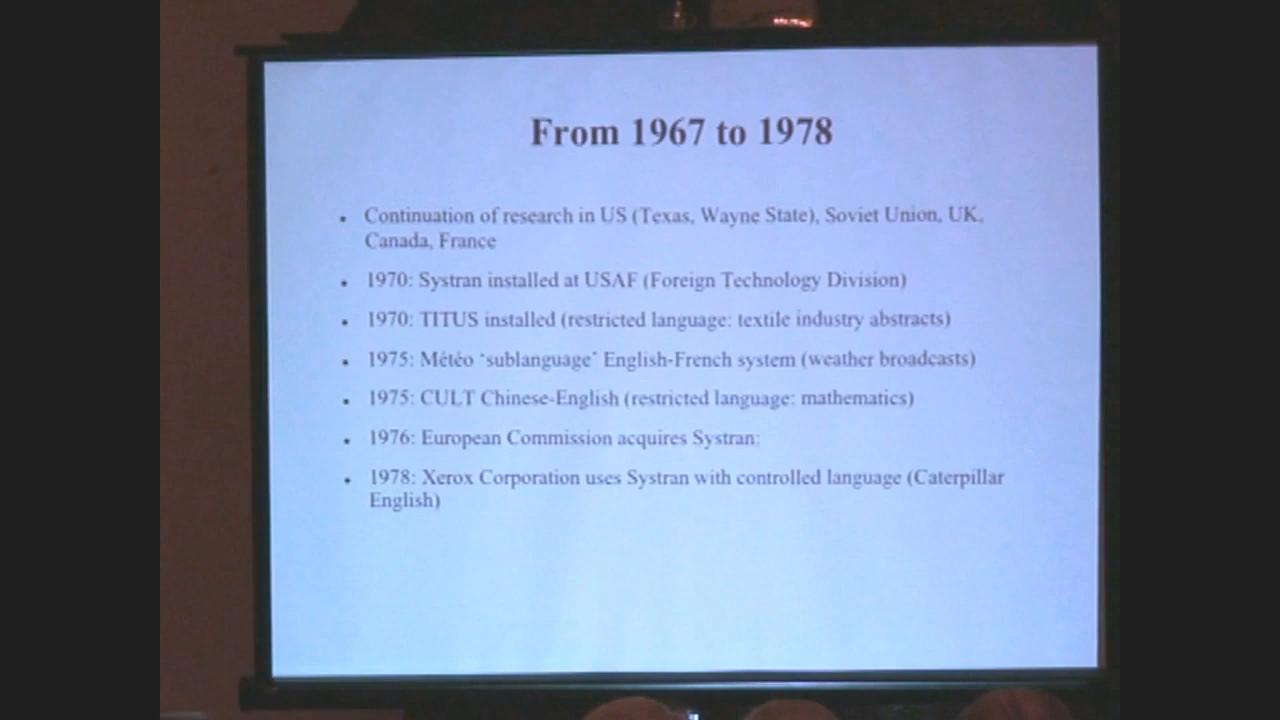 From 1967 to 1978
• Continuation of research in US (Texas, Wayne State), Soviet Union, UK,
Canada, France
• 1970: Systran installed at USAF (Foreign Technology Division)
• 1970: TITUS installed (restricted language: textile industry abstracts)
• 1975: Météo ‘sublanguage’ English-French system (weather broadcasts)
• 1975: CULT Chinese-English (restricted language: mathematics)
• 1976: European Commission acquires Systran:
• 1978: Xerox Corporation uses Systran with controlled language (Caterpillar
English)